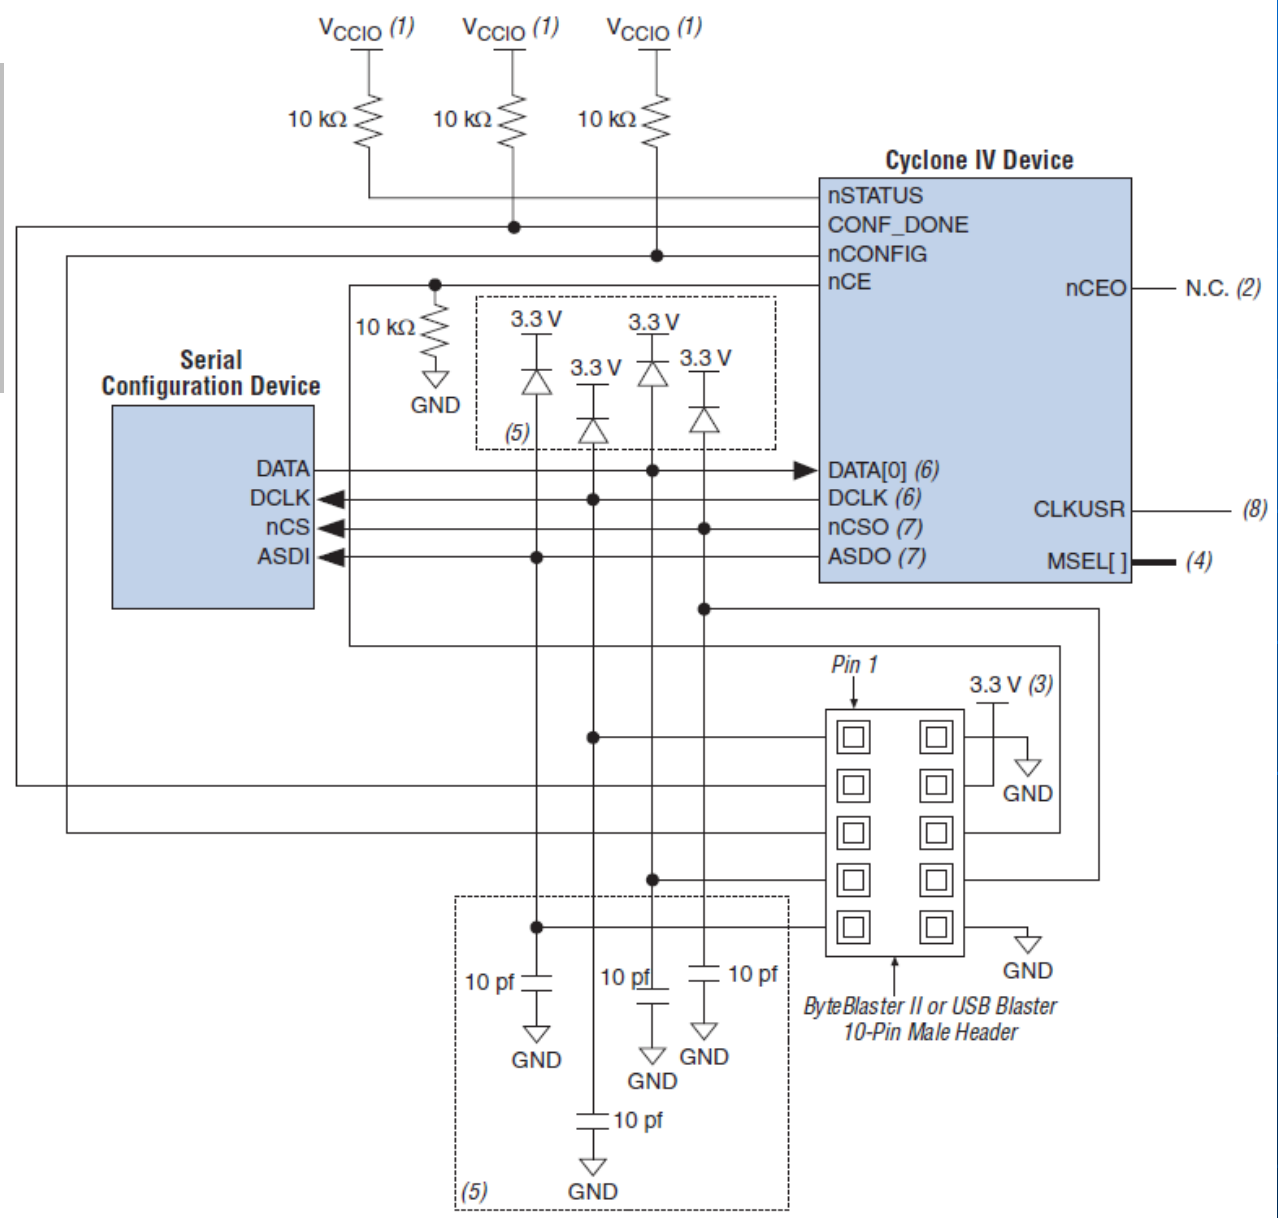 VCCIO (1) VCCIO (1) VCCIO (1)
10 kΩ 10 kΩ 10 kΩ
Cyclone IV Device
nSTATUS
CONF_DONE
nCONFIG
nCE
nCEO N.C. (2)
10 kΩ
GND
3.3 V 3.3 V
3.3 V 3.3 V
(5)
Serial
Configuration Device
DATA DATA[0] (6)
DCLK DCLK (6)
nCS nCSO (7)
ASDI ASDO (7)
CLKUSR (8)
MSEL[ ] (4)
Pin 1
3.3 V (3)
GND
GND
10 pf 10 pf 10 pf
GND GND
GND
10 pf
GND
(5)
ByteBlaster II or USB Blaster
10-Pin Male Header